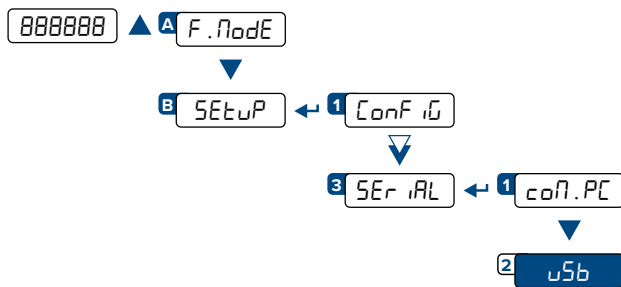 888888 A F.ModE
B SEtuP 1 ConFiG
3 SEriAL 1 coM.PC
2 uSb